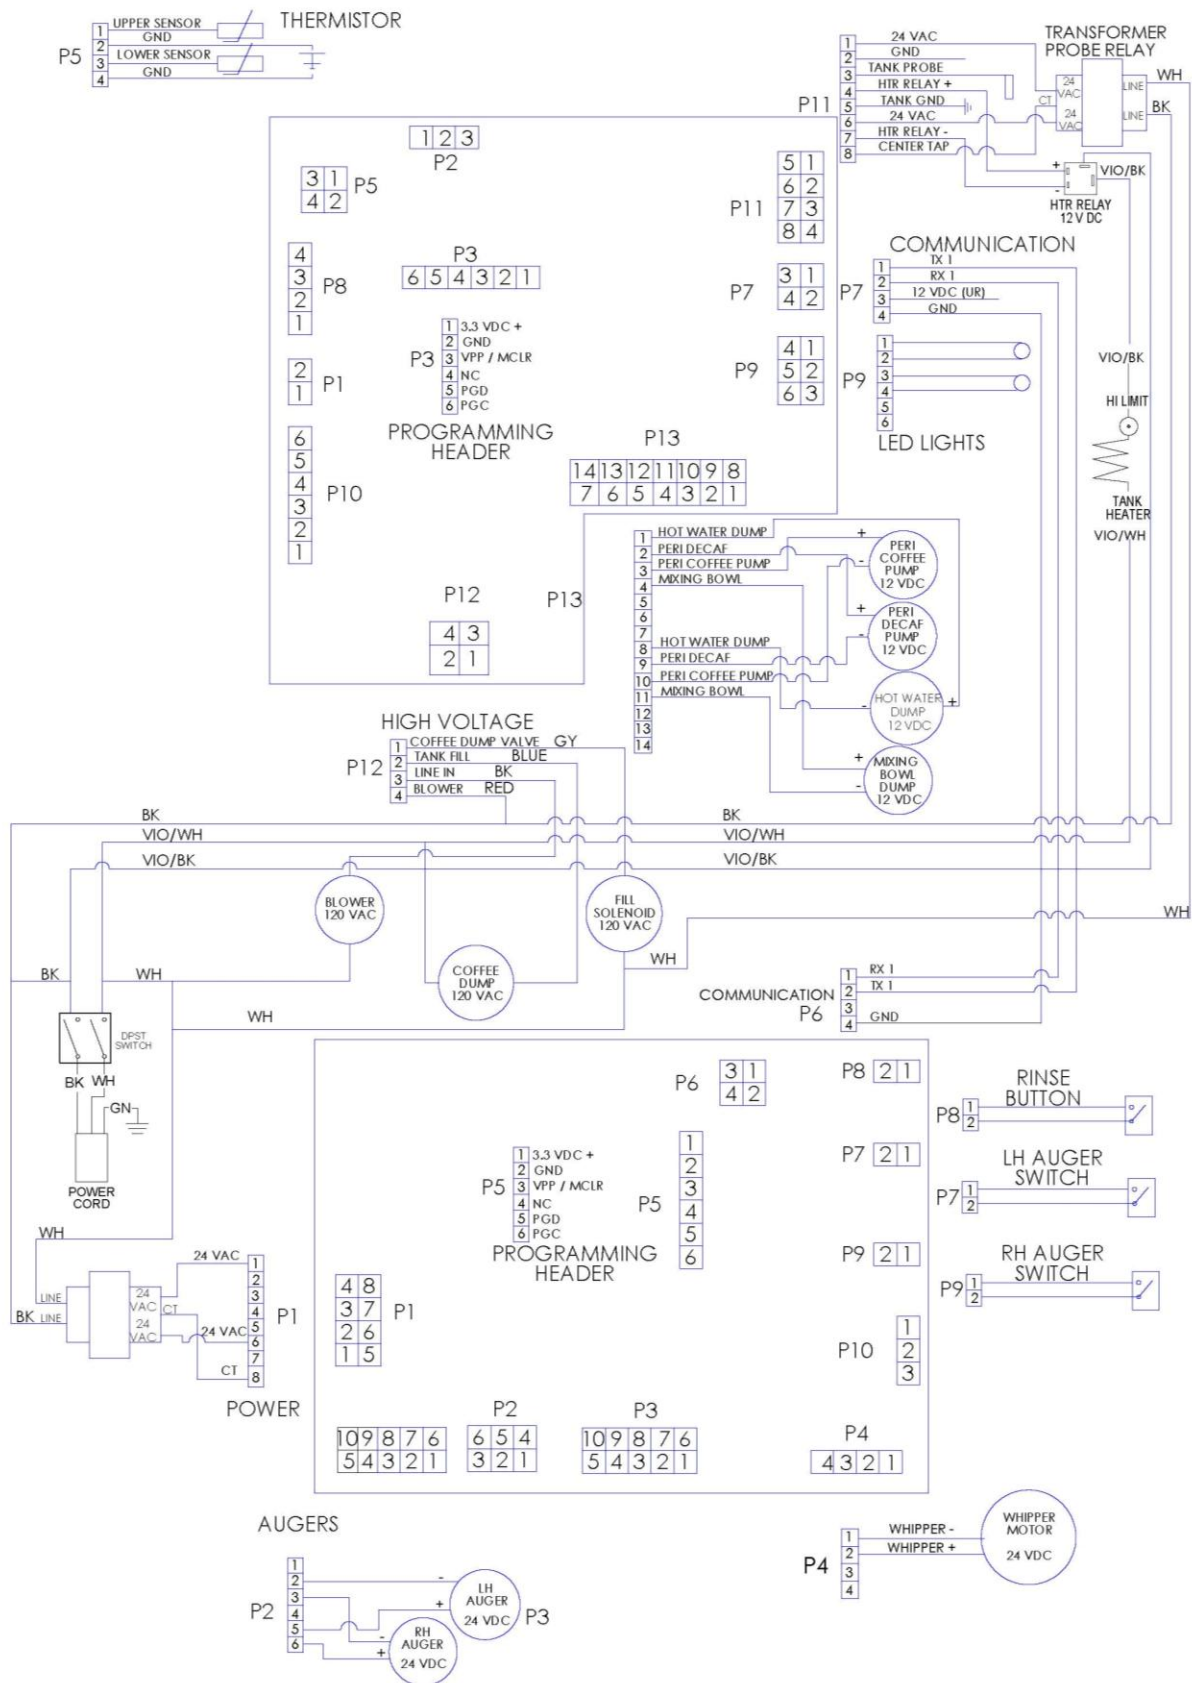 THERMISTOR
P5
1 UPPER SENSOR
2 GND
3 LOWER SENSOR
4 GND
TRANSFORMER
PROBE RELAY
P11
1 24 VAC
2 GND
3 TANK PROBE
4 HTR RELAY +
5 TANK GND
6 24 VAC
7 HTR RELAY -
8 CENTER TAP
24
VAC
CT
24
VAC
LINE
LINE
WH
BK
+
-
VIO/BK
HTR RELAY
12 V DC
1 2 3
P2
3 1
4 2
P5
5 1
6 2
7 3
8 4
P11
4
3
2
1
P8
P3
6 5 4 3 2 1
P7
3 1
4 2
P3
1 3.3 VDC +
2 GND
3 VPP / MCLR
4 NC
5 PGD
6 PGC
PROGRAMMING
HEADER
2
1
P1
P9
4 1
5 2
6 3
6
5
4
3
2
1
P10
P13
14 13 12 11 10 9 8
7 6 5 4 3 2 1
P12
4 3
2 1
COMMUNICATION
P7
1 TX 1
2 RX 1
3 12 VDC (UR)
4 GND
P9
1
2
3
4
5
6
LED LIGHTS
VIO/BK
HI LIMIT
TANK
HEATER
VIO/WH
P13
1 HOT WATER DUMP
2 PERI DECAF
3 PERI COFFEE PUMP
4 MIXING BOWL
5
6
7
8 HOT WATER DUMP
9 PERI DECAF
10 PERI COFFEE PUMP
11 MIXING BOWL
12
13
14
+
-
PERI
COFFEE
PUMP
12 VDC
+
-
PERI
DECAF
PUMP
12 VDC
-
HOT WATER
DUMP
12 VDC
+
+
-
MIXING
BOWL
DUMP
12 VDC
HIGH VOLTAGE
P12
1 COFFEE DUMP VALVE GY
2 TANK FILL BLUE
3 LINE IN BK
4 BLOWER RED
BK
BK
VIO/WH
VIO/WH
VIO/BK
VIO/BK
BLOWER
120 VAC
FILL
SOLENOID
120 VAC
WH
WH
BK
WH
COFFEE
DUMP
120 VAC
WH
COMMUNICATION
P6
1 RX 1
2 TX 1
3
4 GND
DPST
SWITCH
BK WH
GN
POWER
CORD
WH
P6
3 1
4 2
P8 2 1
RINSE
BUTTON
P8
1
2
P7 2 1
LH AUGER
SWITCH
P7
1
2
P5
1 3.3 VDC +
2 GND
3 VPP / MCLR
4 NC
5 PGD
6 PGC
PROGRAMMING
HEADER
P5
1
2
3
4
5
6
P9 2 1
RH AUGER
SWITCH
P9
1
2
LINE
BK LINE
24
VAC
CT
24
VAC
24 VAC
24 VAC
CT
1
2
3
4
5
6
7
8
P1
POWER
4 8
3 7
2 6
1 5
P1
P10
1
2
3
10 9 8 7 6
5 4 3 2 1
P2
6 5 4
3 2 1
P3
10 9 8 7 6
5 4 3 2 1
P4
4 3 2 1
AUGERS
P2
1
2
3
4
5
6
-
+
LH
AUGER
24 VDC
P3
-
+
RH
AUGER
24 VDC
P4
1 WHIPPER -
2 WHIPPER +
3
4
WHIPPER
MOTOR
24 VDC